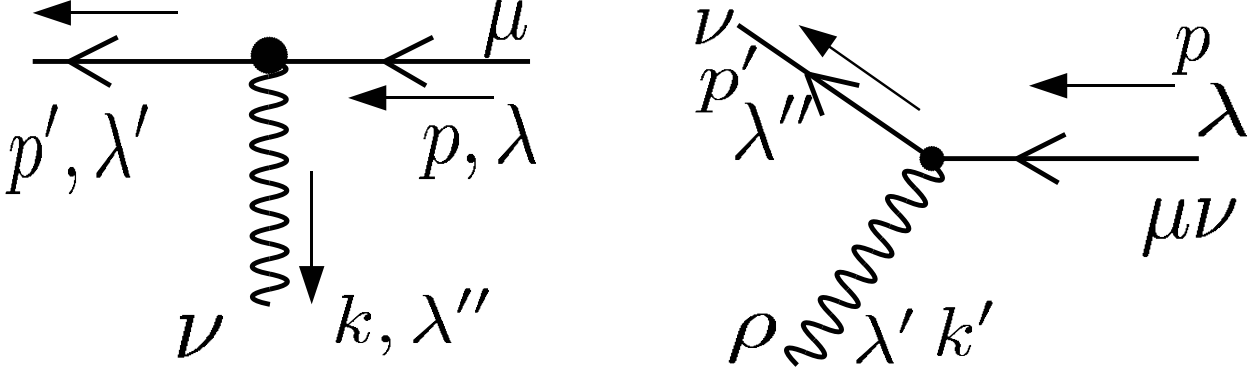 μ
p′, λ′
p, λ
ν
k, λ″
ν
p′
λ″
p
λ
μν
ρ
λ′ k′